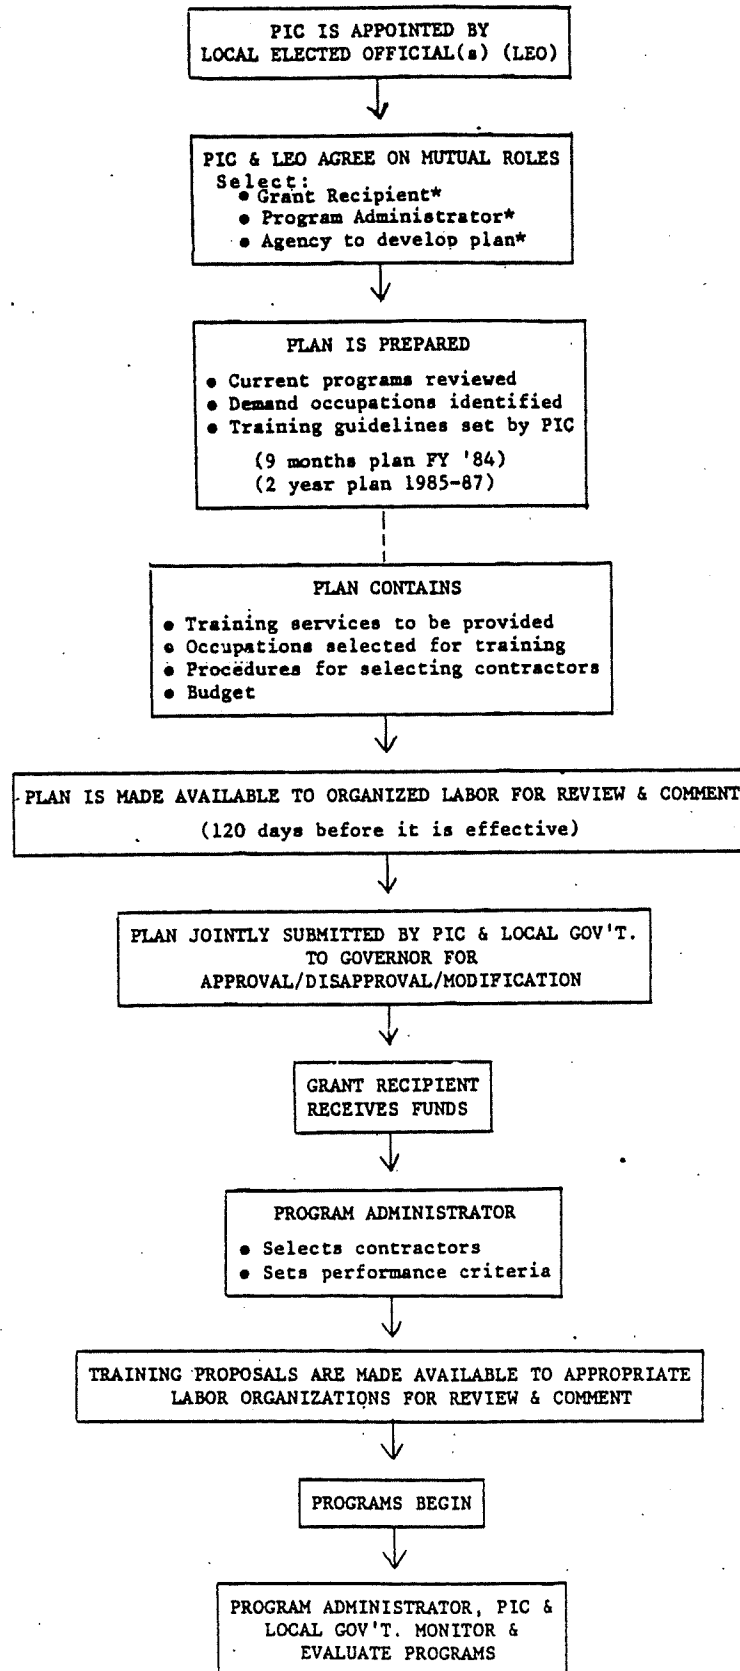 PIC IS APPOINTED BY
LOCAL ELECTED OFFICIAL(s) (LEO)
PIC & LEO AGREE ON MUTUAL ROLES
Select:
● Grant Recipient*
● Program Administrator*
● Agency to develop plan*
PLAN IS PREPARED
● Current programs reviewed
● Demand occupations identified
● Training guidelines set by PIC
(9 months plan FY '84)
(2 year plan 1985-87)
PLAN CONTAINS
● Training services to be provided
● Occupations selected for training
● Procedures for selecting contractors
● Budget
PLAN IS MADE AVAILABLE TO ORGANIZED LABOR FOR REVIEW & COMMENT
(120 days before it is effective)
PLAN JOINTLY SUBMITTED BY PIC & LOCAL GOV'T.
TO GOVERNOR FOR
APPROVAL/DISAPPROVAL/MODIFICATION
GRANT RECIPIENT
RECEIVES FUNDS
PROGRAM ADMINISTRATOR
● Selects contractors
● Sets performance criteria
TRAINING PROPOSALS ARE MADE AVAILABLE TO APPROPRIATE
LABOR ORGANIZATIONS FOR REVIEW & COMMENT
PROGRAMS BEGIN
PROGRAM ADMINISTRATOR, PIC &
LOCAL GOV'T. MONITOR &
EVALUATE PROGRAMS